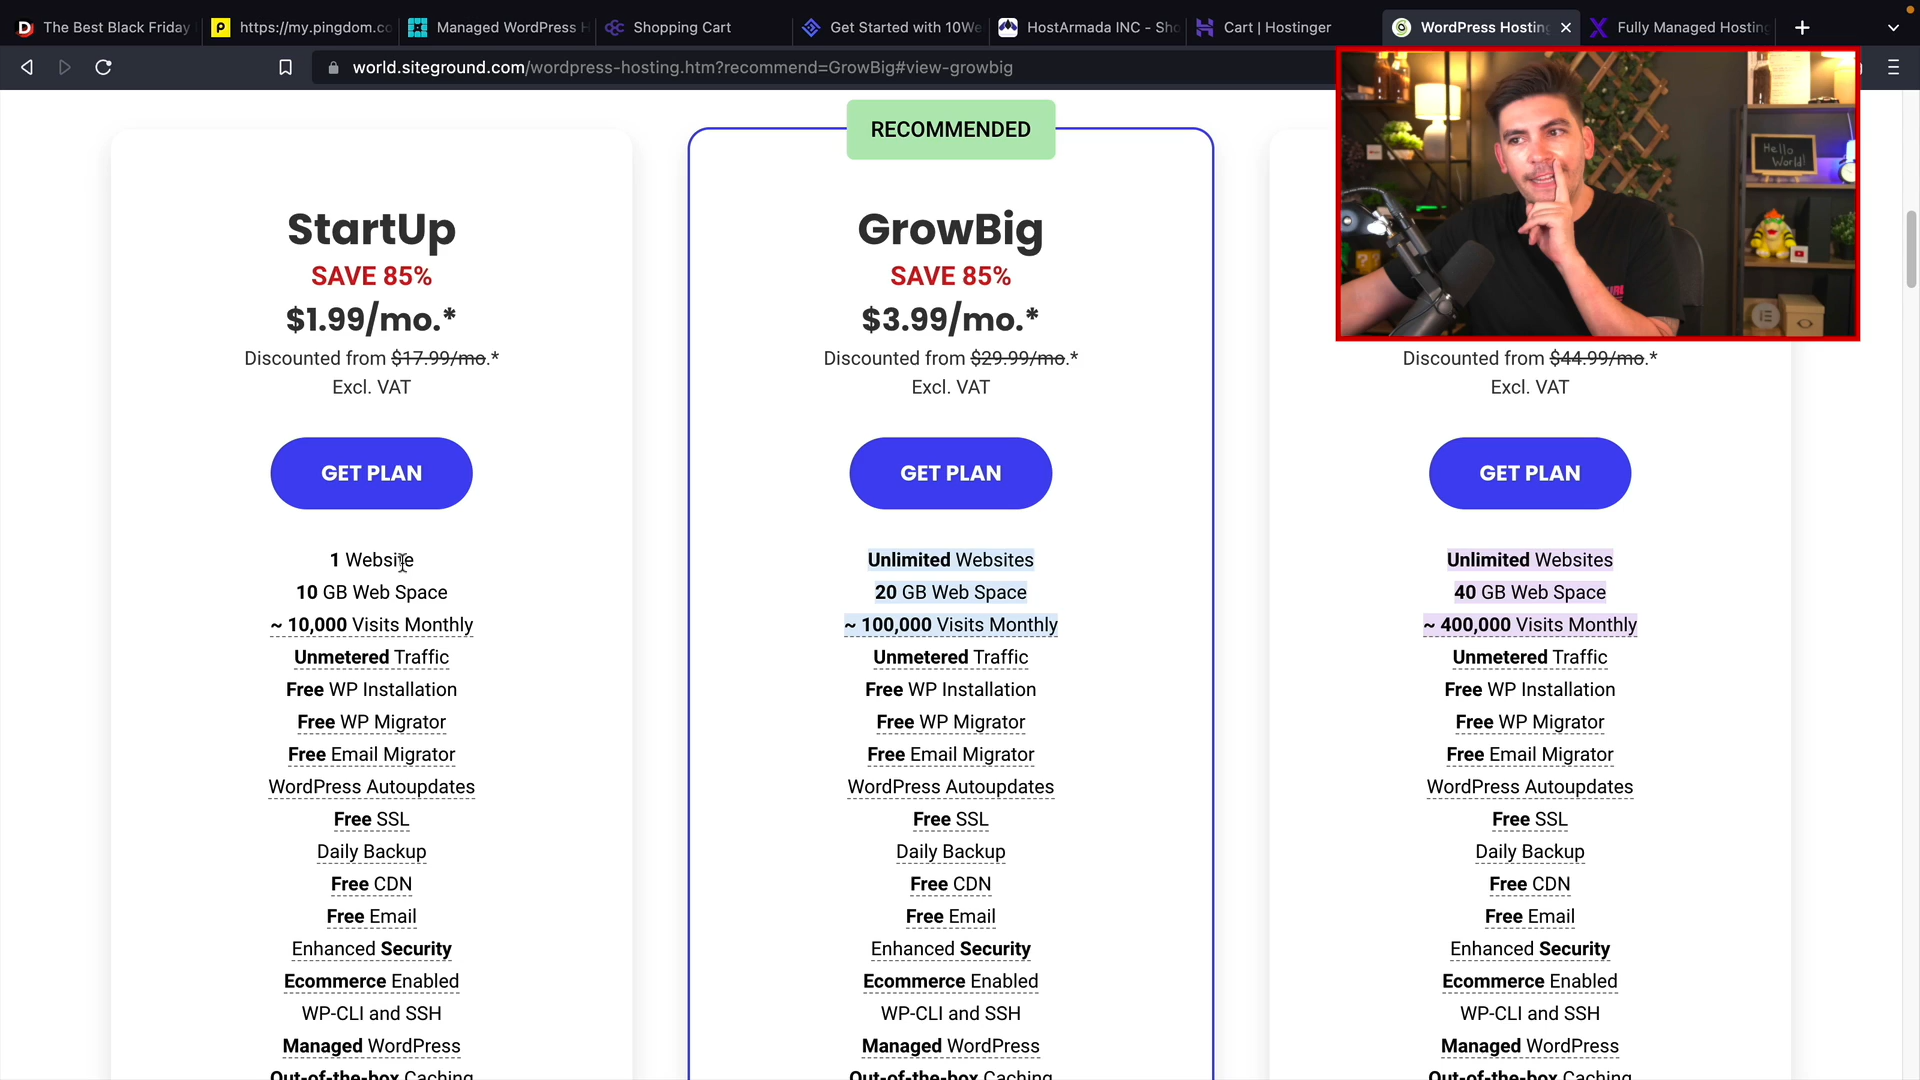 The Best Black Friday
https://my.pingdom.co
Managed WordPress H
Shopping Cart
Get Started with 10We
HostArmada INC - Sho
Cart | Hostinger
WordPress Hosting
Fully Managed Hosting
world.siteground.com/wordpress-hosting.htm?recommend=GrowBig#view-growbig
Hello
World!
StartUp
SAVE 85%
$1.99/mo.*
Discounted from $17.99/mo.*
Excl. VAT
GET PLAN
1 Website
10 GB Web Space
~ 10,000 Visits Monthly
Unmetered Traffic
Free WP Installation
Free WP Migrator
Free Email Migrator
WordPress Autoupdates
Free SSL
Daily Backup
Free CDN
Free Email
Enhanced Security
Ecommerce Enabled
WP-CLI and SSH
Managed WordPress
Out-of-the-box Caching
RECOMMENDED
GrowBig
SAVE 85%
$3.99/mo.*
Discounted from $29.99/mo.*
Excl. VAT
GET PLAN
Unlimited Websites
20 GB Web Space
~ 100,000 Visits Monthly
Unmetered Traffic
Free WP Installation
Free WP Migrator
Free Email Migrator
WordPress Autoupdates
Free SSL
Daily Backup
Free CDN
Free Email
Enhanced Security
Ecommerce Enabled
WP-CLI and SSH
Managed WordPress
Out-of-the-box Caching
Discounted from $44.99/mo.*
Excl. VAT
GET PLAN
Unlimited Websites
40 GB Web Space
~ 400,000 Visits Monthly
Unmetered Traffic
Free WP Installation
Free WP Migrator
Free Email Migrator
WordPress Autoupdates
Free SSL
Daily Backup
Free CDN
Free Email
Enhanced Security
Ecommerce Enabled
WP-CLI and SSH
Managed WordPress
Out-of-the-box Caching